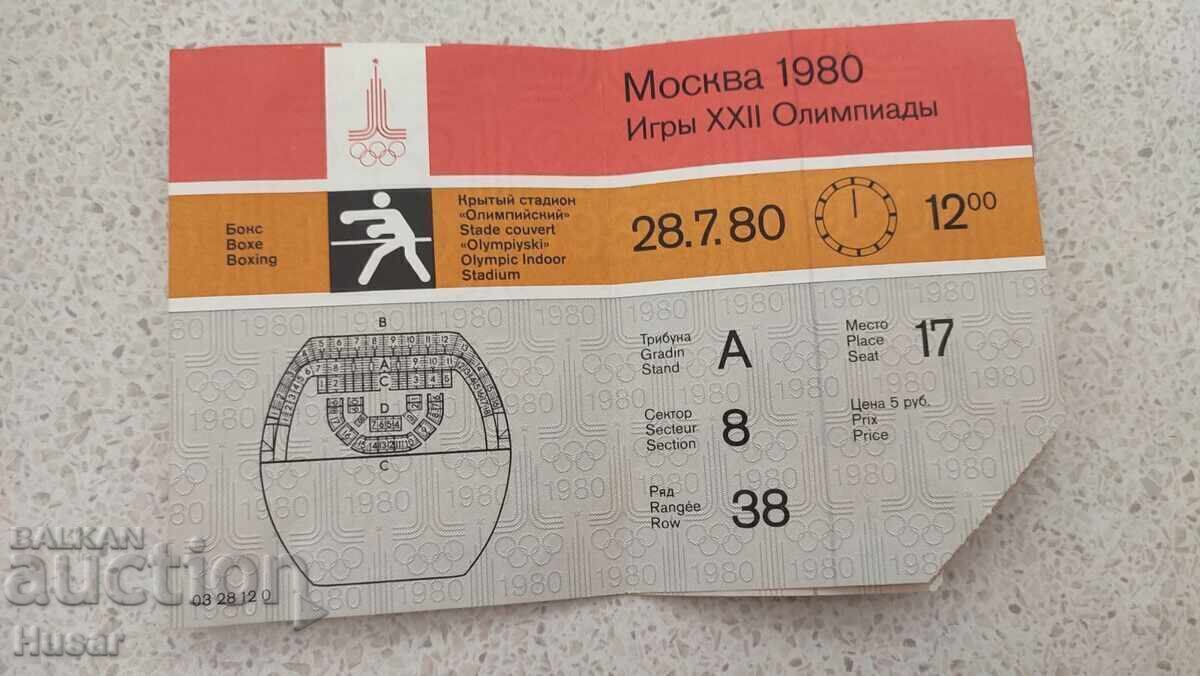 Москва 1980
Игры XXII Олимпиады
Бокс
Boxe
Boxing
Крытый стадион
«Олимпийский»
Stade couvert
«Olympiyski»
Olympic Indoor
Stadium
28.7.80
12⁰⁰
B
A
C
D
C
Трибуна
Gradin
Stand
A
Место
Place
Seat
17
Сектор
Secteur
Section
8
Цена 5 руб.
Prix
Price
Ряд
Rangée
Row
38
03 28 12 0
BALKAN
auction
Husar